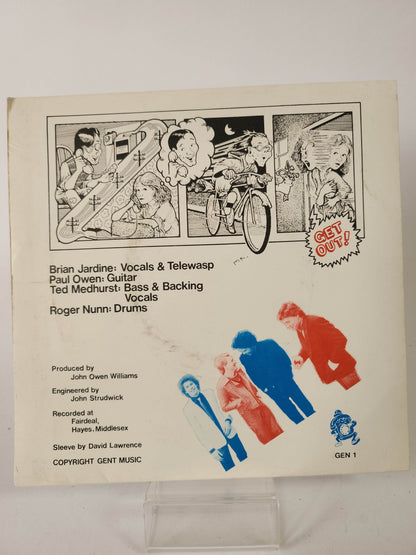 GET
OUT!
Brian Jardine: Vocals & Telewasp
Paul Owen: Guitar
Ted Medhurst: Bass & Backing
Vocals
Roger Nunn: Drums
Produced by
John Owen Williams
Engineered by
John Strudwick
Recorded at
Fairdeal,
Hayes, Middlesex
Sleeve by David Lawrence
COPYRIGHT GENT MUSIC
GEN 1